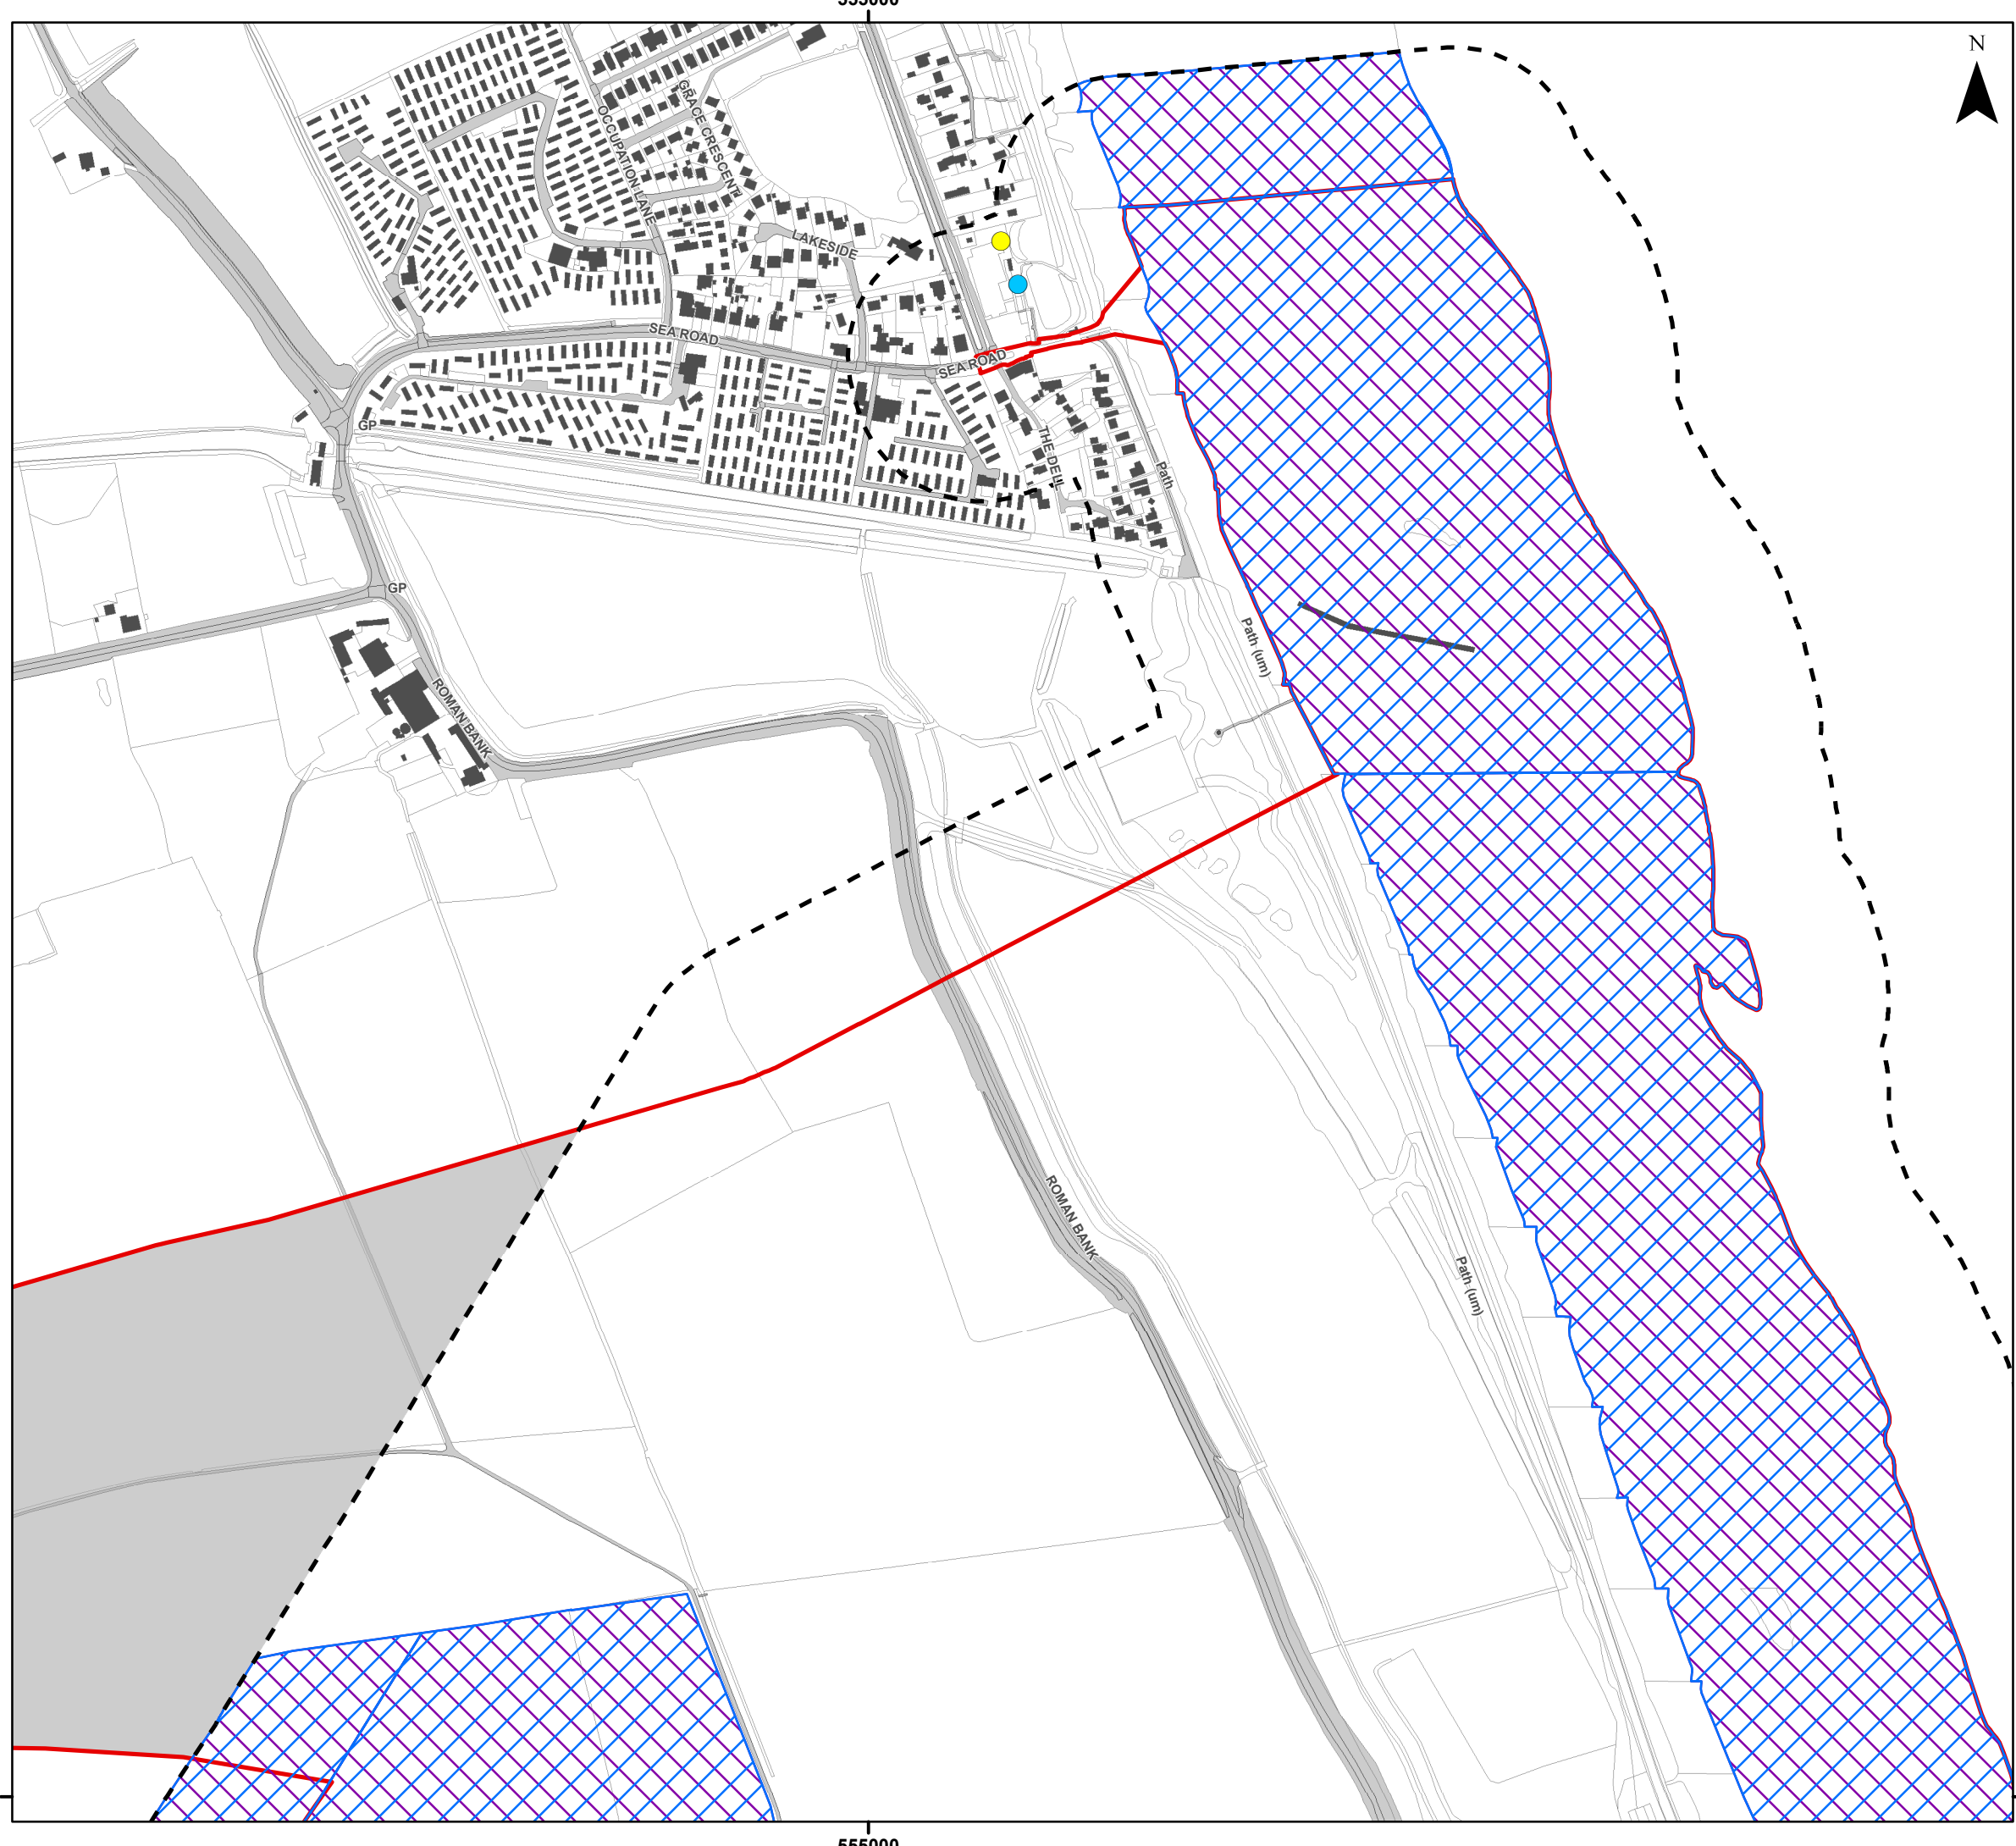 555000
N
GRACE CRESCENT
OCCUPATION LANE
LAKESIDE
SEA ROAD
SEA ROAD
GP
THE DELL
Path
GP
Path (um)
ROMAN BANK
ROMAN BANK
Path (um)
555000